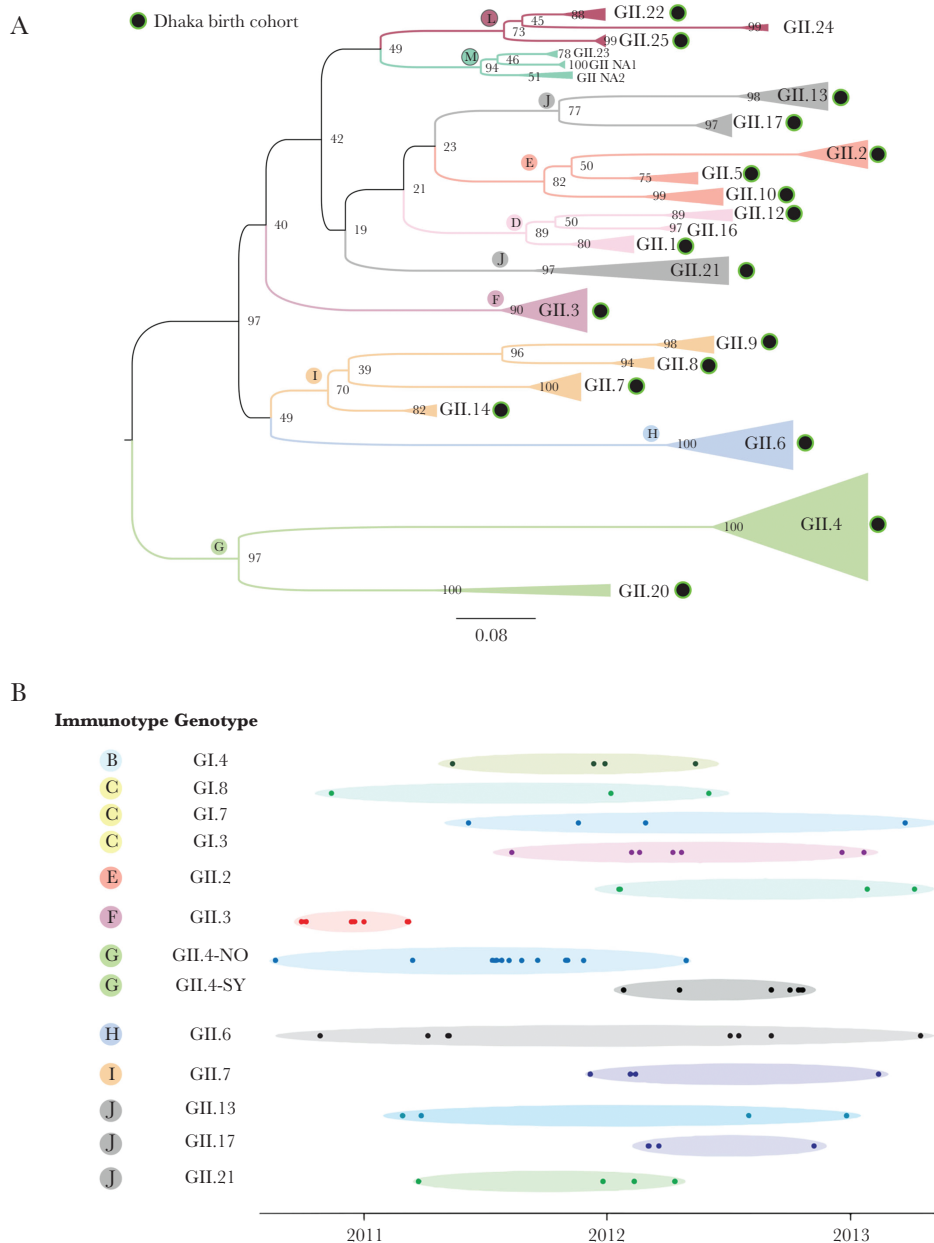 A
Dhaka birth cohort
L
88
GII.22
45
99
GII.24
73
99
GII.25
49
M
78
GII.23
46
100
GII NA1
94
51
GII NA2
42
J
98
GII.13
77
97
GII.17
23
E
50
GII.2
75
GII.5
82
99
GII.10
21
D
89
GII.12
50
97
GII.16
89
80
GII.1
19
J
97
GII.21
40
F
90
GII.3
97
98
GII.9
96
94
GII.8
I
39
70
100
GII.7
82
GII.14
49
H
100
GII.6
G
97
100
GII.4
100
GII.20
0.08
B
Immunotype Genotype
B GI.4
C GI.8
C GI.7
C GI.3
E GII.2
F GII.3
G GII.4-NO
G GII.4-SY
H GII.6
I GII.7
J GII.13
J GII.17
J GII.21
2011 2012 2013